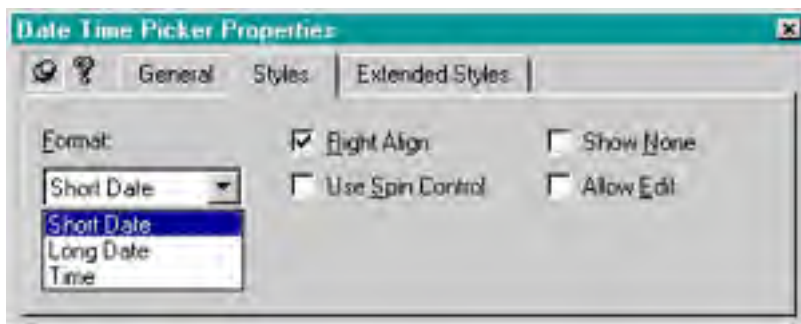 Date Time Picker Properties
General Styles Extended Styles
Format:
Right Align
Show None
Short Date
Use Spin Control
Allow Edit
Short Date
Long Date
Time